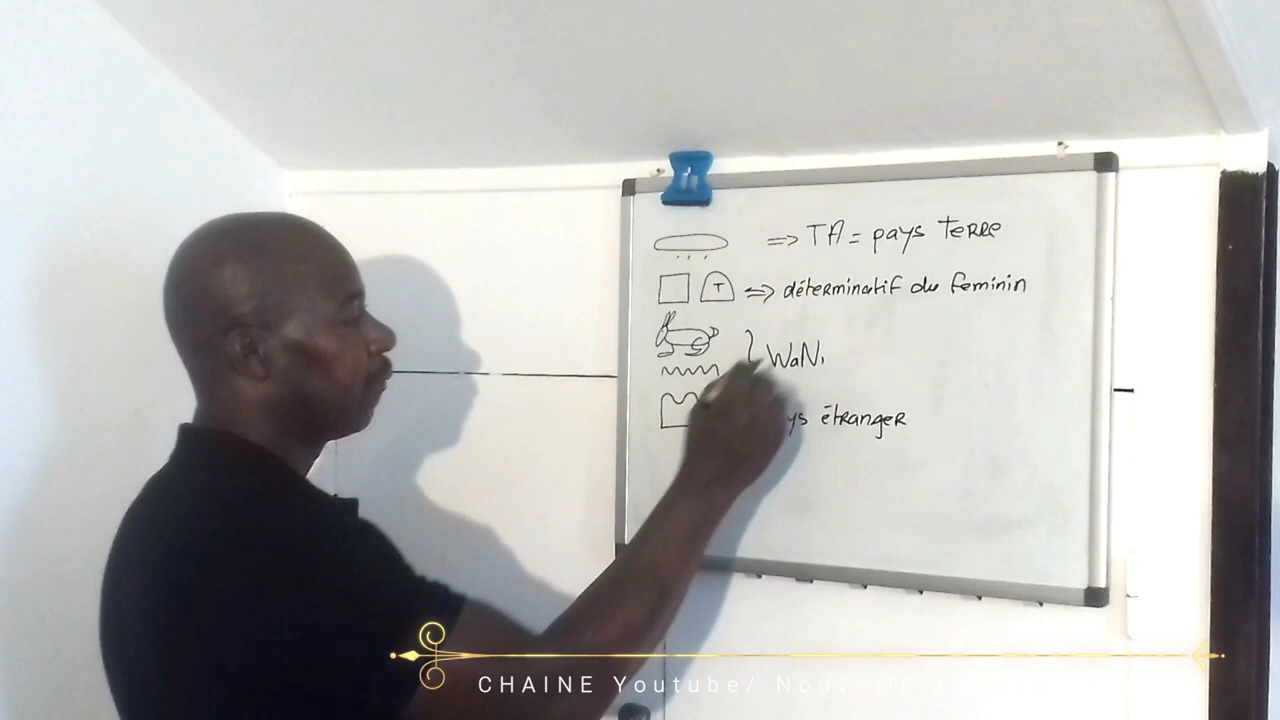 ⇒ TA = pays terre
T ⇒ déterminatif du feminin
} WaN.
ys étranger
CHAINE Youtube/ Nouvelle